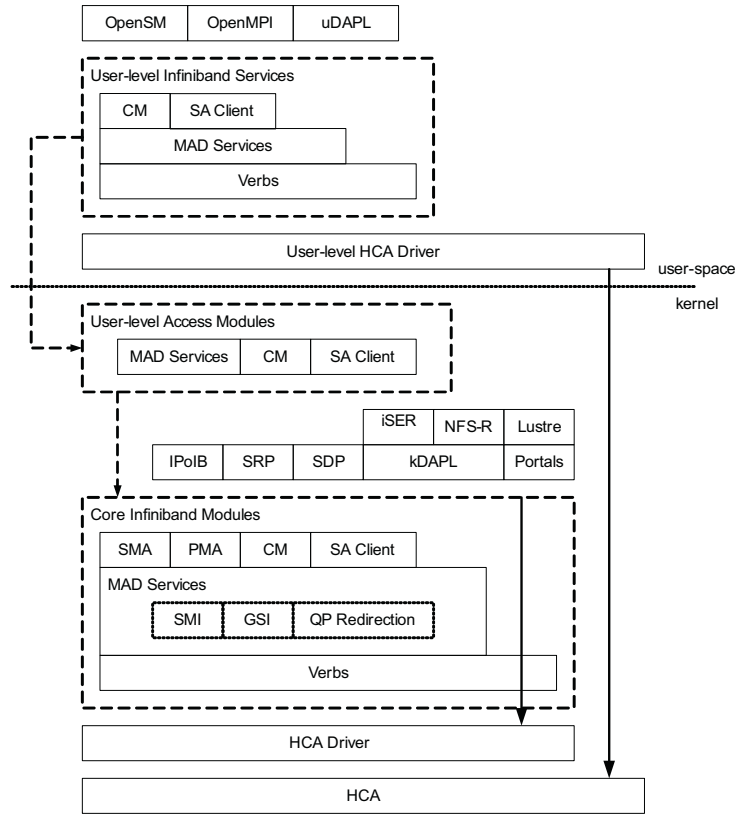 OpenSM OpenMPI uDAPL
User-level Infiniband Services
CM SA Client
MAD Services
Verbs
User-level HCA Driver
user-space
kernel
User-level Access Modules
MAD Services CM SA Client
iSER NFS-R Lustre
IPoIB SRP SDP kDAPL Portals
Core Infiniband Modules
SMA PMA CM SA Client
MAD Services
SMI GSI QP Redirection
Verbs
HCA Driver
HCA